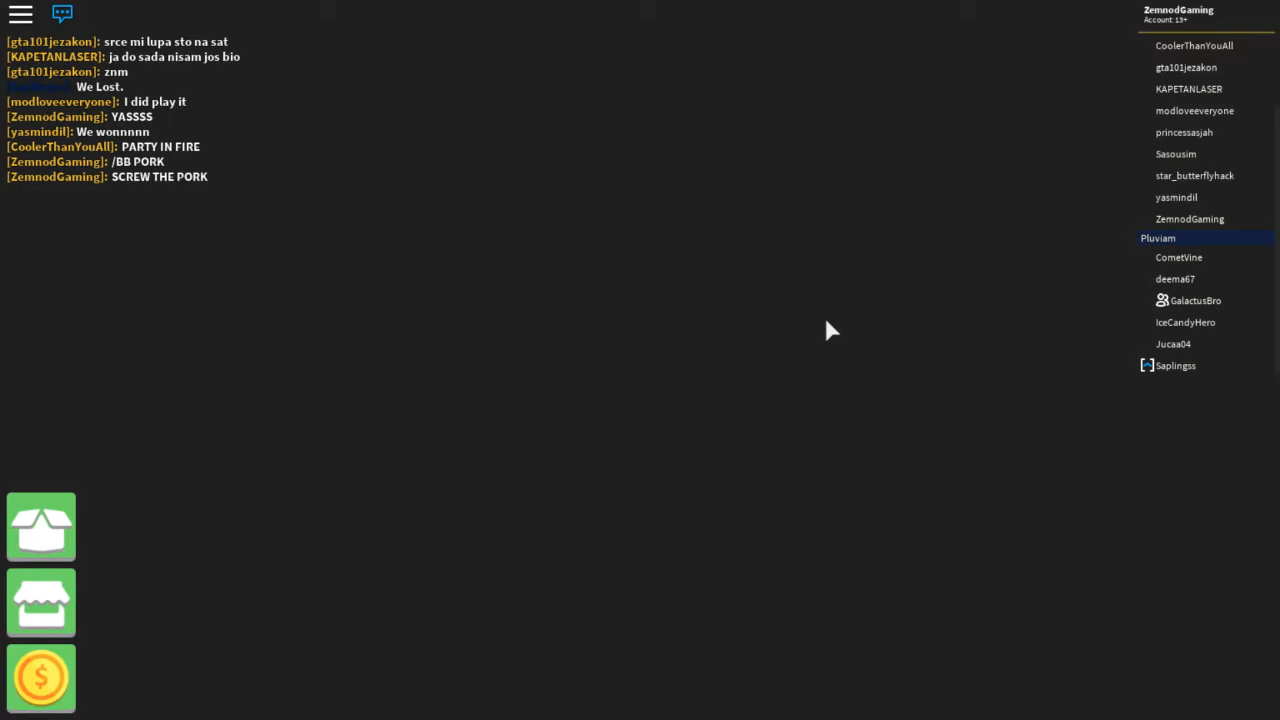 [gta101jezakon]: srce mi lupa sto na sat
[KAPETANLASER]: ja do sada nisam jos bio
[gta101jezakon]: znm
We Lost.
[modloveeveryone]: I did play it
[ZemnodGaming]: YASSSS
[yasmindil]: We wonnnnn
[CoolerThanYouAll]: PARTY IN FIRE
[ZemnodGaming]: /BB PORK
[ZemnodGaming]: SCREW THE PORK
ZemnodGaming
Account: 13+
CoolerThanYouAll
gta101jezakon
KAPETANLASER
modloveeveryone
princessasjah
Sasousim
star_butterflyhack
yasmindil
ZemnodGaming
Pluviam
CometVine
deema67
GalactusBro
IceCandyHero
Jucaa04
Saplingss
$